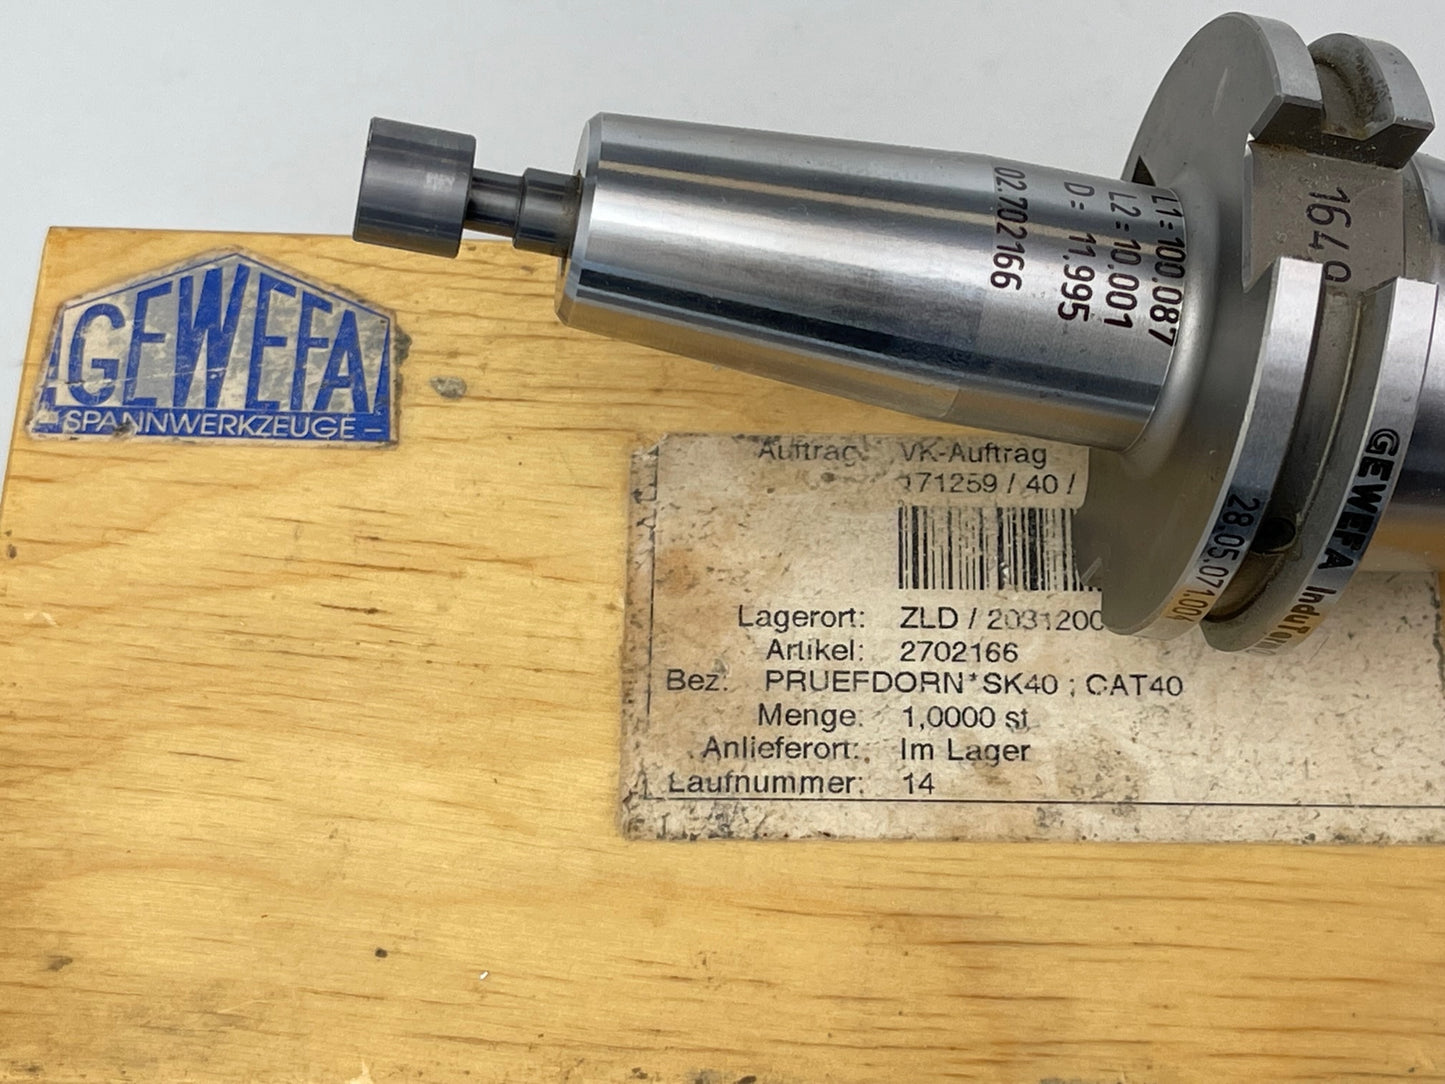 GEWEFA
SPANNWERKZEUGE
L1= 100.087
L2= 10.001
D= 11.995
02.702166
164
GEWEFA
28.05.071.004
Auftrag: VK-Auftrag
171259 / 40 /
Lagerort: ZLD / 2031200
Artikel: 2702166
Bez: PRUEFDORN*SK40 ; CAT40
Menge: 1,0000 st
Anlieferort: Im Lager
Laufnummer: 14